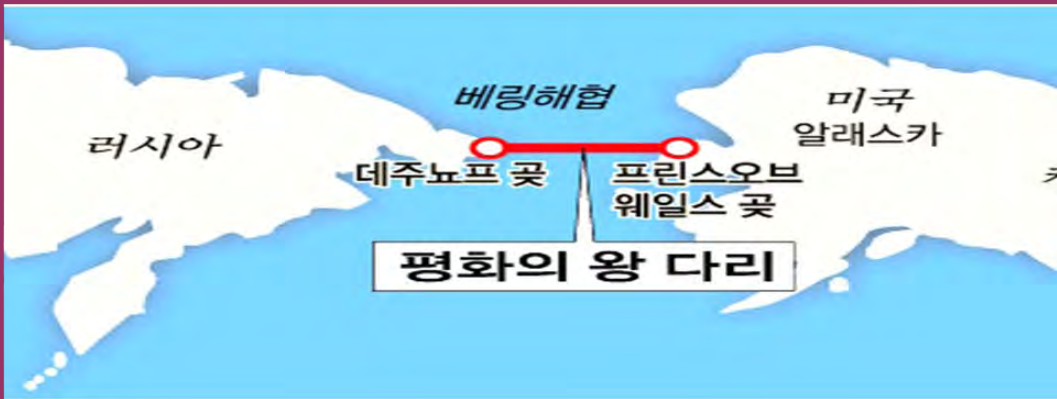 베링해협
미국
알래스카
러시아
데주뇨프 곶
프린스오브
웨일스 곶
평화의 왕 다리